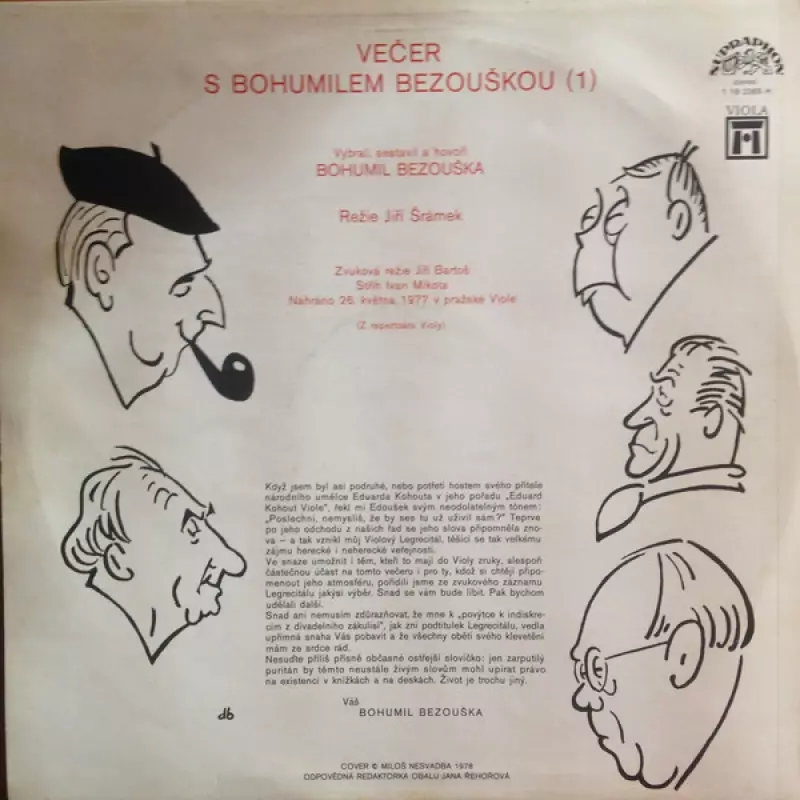 VEČER
S BOHUMILEM BEZOUŠKOU (1)
SUPRAPHON
stereo
1 18 2365 H
VIOLA
Vybral, sestavil a hovoří
BOHUMIL BEZOUŠKA
Režie Jiří Šrámek
Zvuková režie Jiří Bartoš
Střih Ivan Mikota
Nahráno 26. května 1977 v pražské Viole
(Z repertoáru Violy)
Když jsem byl asi podruhé, nebo potřetí hostem svého přítele
národního umělce Eduarda Kohouta v jeho pořadu „Eduard
Kohout Viole", řekl mi Edoušek svým neodolatelným tónem:
„Poslechni, nemyslíš, že by ses tu už uživil sám?" Teprve
po jeho odchodu z našich řad se jeho slova připomněla zno-
va – a tak vznikl můj Violový Legrecitál, těšící se tak velkému
zájmu herecké i neherecké veřejnosti.
Ve snaze umožnit i těm, kteří to mají do Violy zruky, alespoň
částečnou účast na tomto večeru i pro ty, kdož si chtějí připo-
menout jeho atmosféru, pořídili jsme ze zvukového záznamu
Legrecitálu jakýsi výběr. Snad se vám bude líbit. Pak bychom
udělali další.
Snad ani nemusím zdůrazňovat, že mne k „povýtce k indiskre-
cím z divadelního zákulisí", jak zní podtitulek Legrecitálu, vedla
upřímná snaha Vás pobavit a že všechny oběti svého klevetění
mám ze srdce rád.
Nesuďte příliš přísně občasné ostřejší slovíčko: jen zarputilý
puritán by těmto neustále živým slovům mohl upírat právo
na existenci v knížkách a na deskách. Život je trochu jiný.
Váš
BOHUMIL BEZOUŠKA
db
COVER © MILOŠ NESVADBA 1978
ODPOVĚDNÁ REDAKTORKA OBALU JANA ŘEHOŘOVÁ